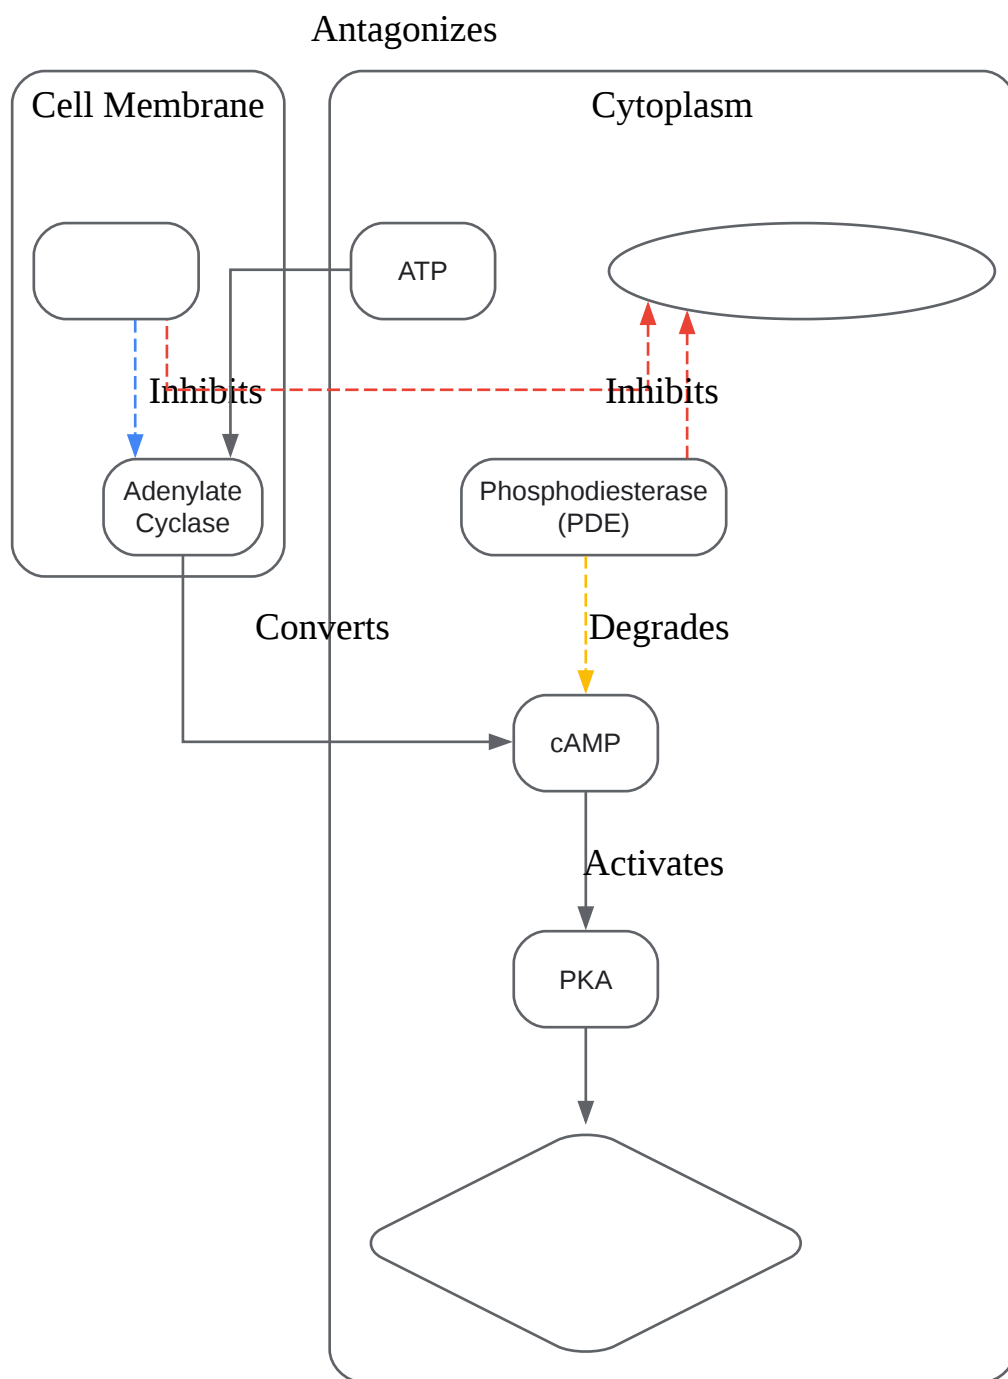 Antagonizes
Cell Membrane
Cytoplasm
ATP
Inhibits
Inhibits
Adenylate
Cyclase
Phosphodiesterase
(PDE)
Converts
Degrades
cAMP
Activates
PKA